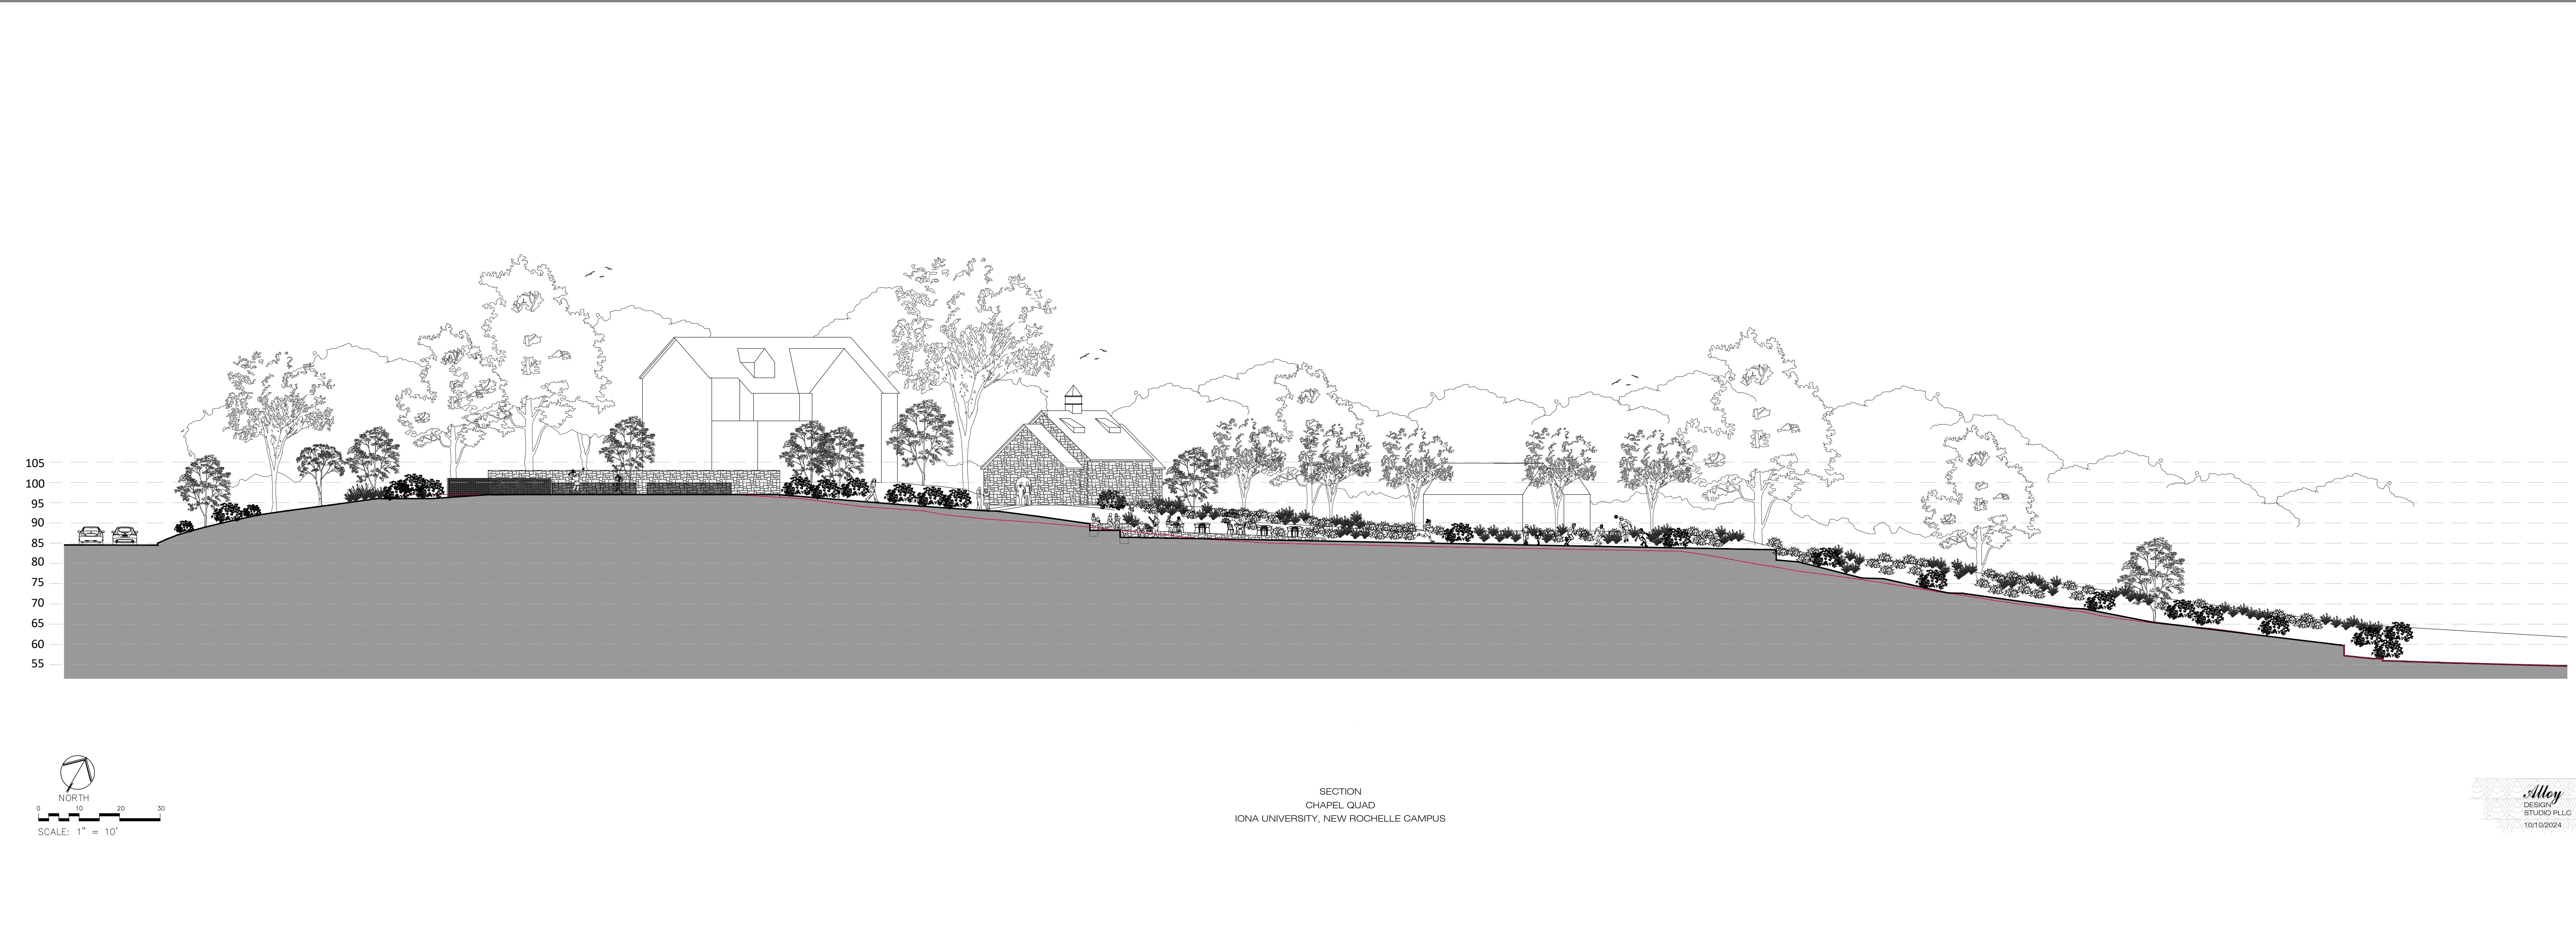 105
100
95
90
85
80
75
70
65
60
55
NORTH
0 10 20 30
SCALE: 1" = 10'
SECTION
CHAPEL QUAD
IONA UNIVERSITY, NEW ROCHELLE CAMPUS
Alloy
DESIGN
STUDIO PLLC
10/10/2024